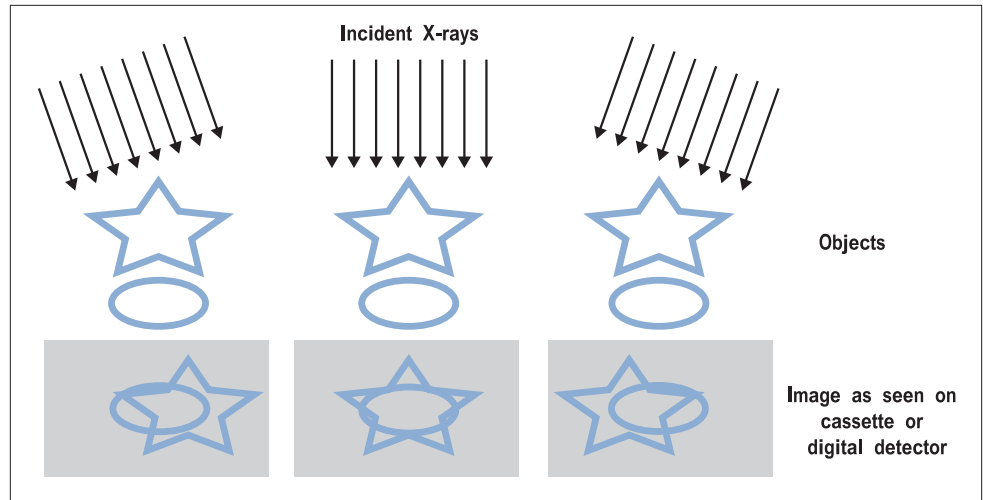 Incident X-rays
Objects
Image as seen on
cassette or
digital detector